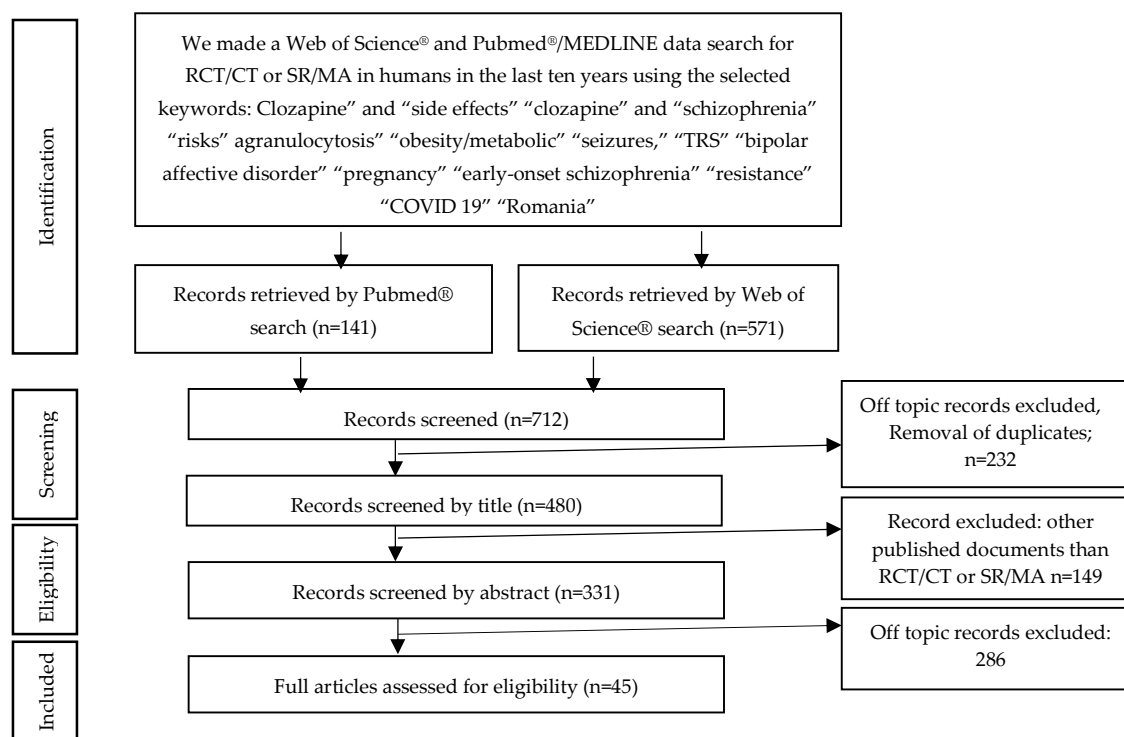 We made a Web of Science® and Pubmed®/MEDLINE data search for
RCT/CT or SR/MA in humans in the last ten years using the selected
keywords: Clozapine” and “side effects” “clozapine” and “schizophrenia”
“risks” agranulocytosis” “obesity/metabolic” “seizures,” “TRS” “bipolar
affective disorder” “pregnancy” “early-onset schizophrenia” “resistance”
“COVID 19” “Romania”
Identification
Records retrieved by Pubmed®
search (n=141)
Records retrieved by Web of
Science® search (n=571)
Screening
Records screened (n=712)
Off topic records excluded,
Removal of duplicates;
n=232
Records screened by title (n=480)
Eligibility
Record excluded: other
published documents than
RCT/CT or SR/MA n=149
Records screened by abstract (n=331)
Off topic records excluded:
286
Included
Full articles assessed for eligibility (n=45)